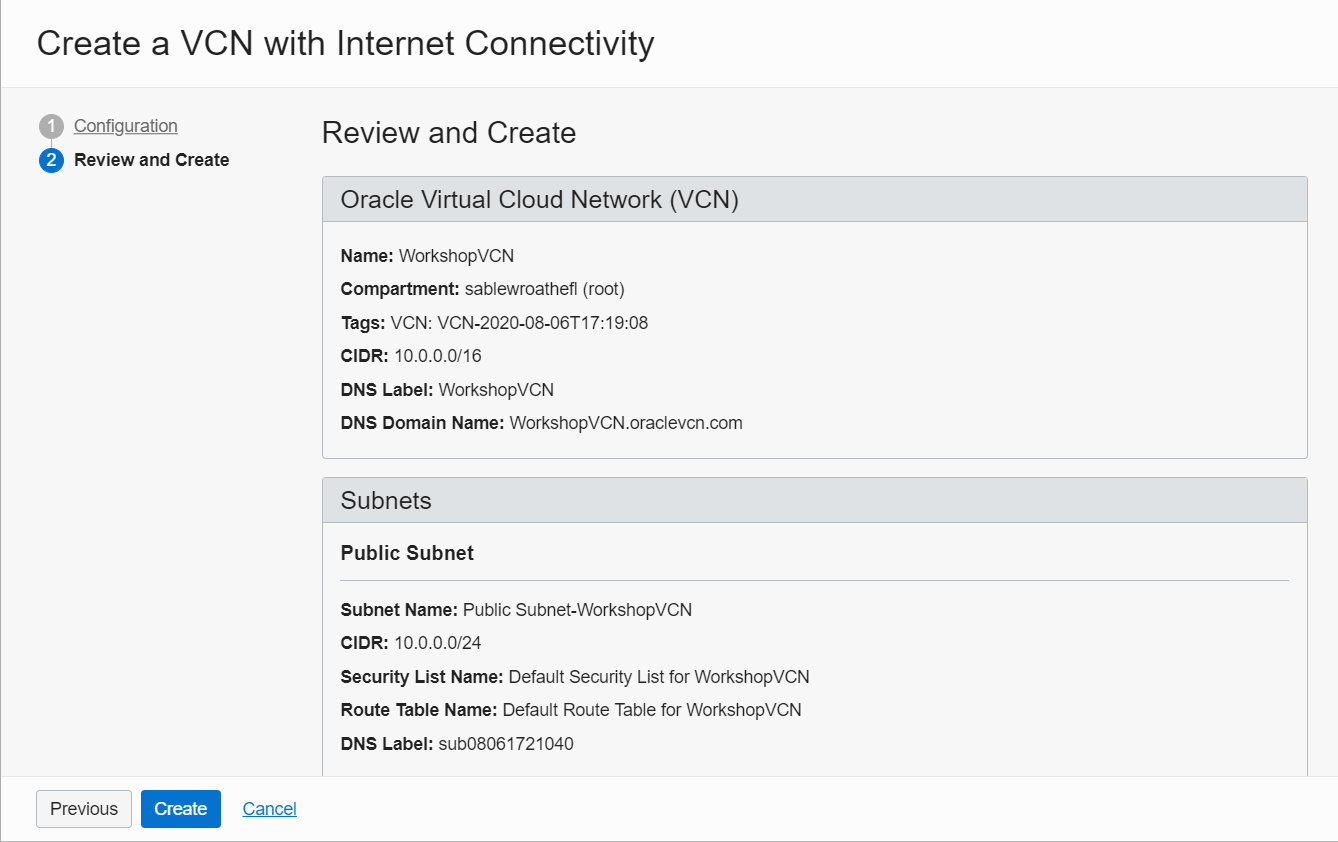 Create a VCN with Internet Connectivity
1 Configuration
2 Review and Create
Review and Create
Oracle Virtual Cloud Network (VCN)
Name: WorkshopVCN
Compartment: sablewroathefl (root)
Tags: VCN: VCN-2020-08-06T17:19:08
CIDR: 10.0.0.0/16
DNS Label: WorkshopVCN
DNS Domain Name: WorkshopVCN.oraclevcn.com
Subnets
Public Subnet
Subnet Name: Public Subnet-WorkshopVCN
CIDR: 10.0.0.0/24
Security List Name: Default Security List for WorkshopVCN
Route Table Name: Default Route Table for WorkshopVCN
DNS Label: sub08061721040
Previous Create Cancel